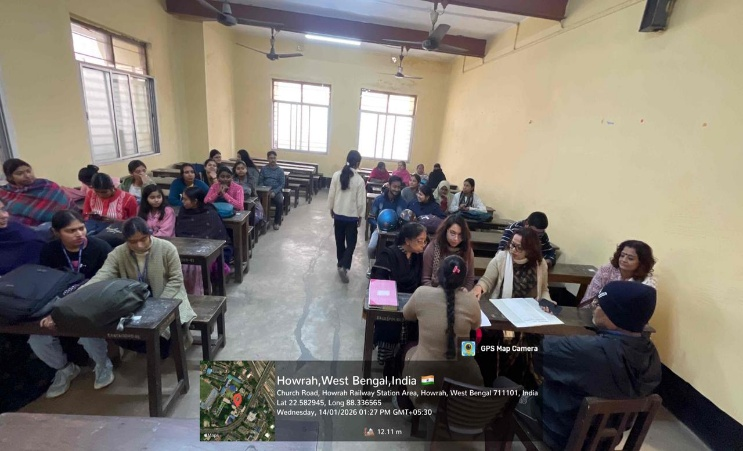 GPS Map Camera
Howrah,West Bengal,India 🇮🇳
Church Road, Howrah Railway Station Area, Howrah, West Bengal 711101, India
Lat 22.582945, Long 88.336565
Wednesday, 14/01/2026 01:27 PM GMT+05:30
12.11 m